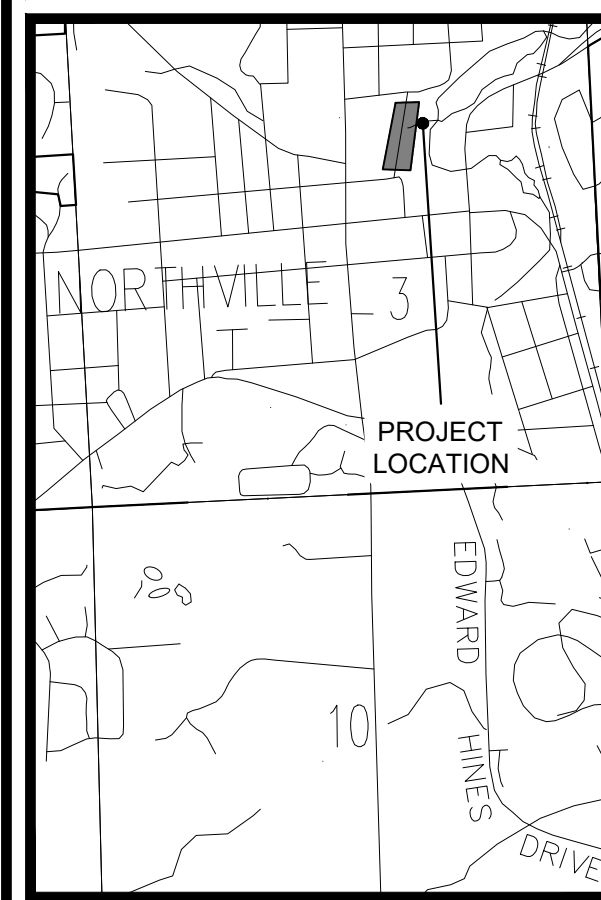 NORTHVILLE
3
PROJECT
LOCATION
EDWARD
HINES
DRIVE
10